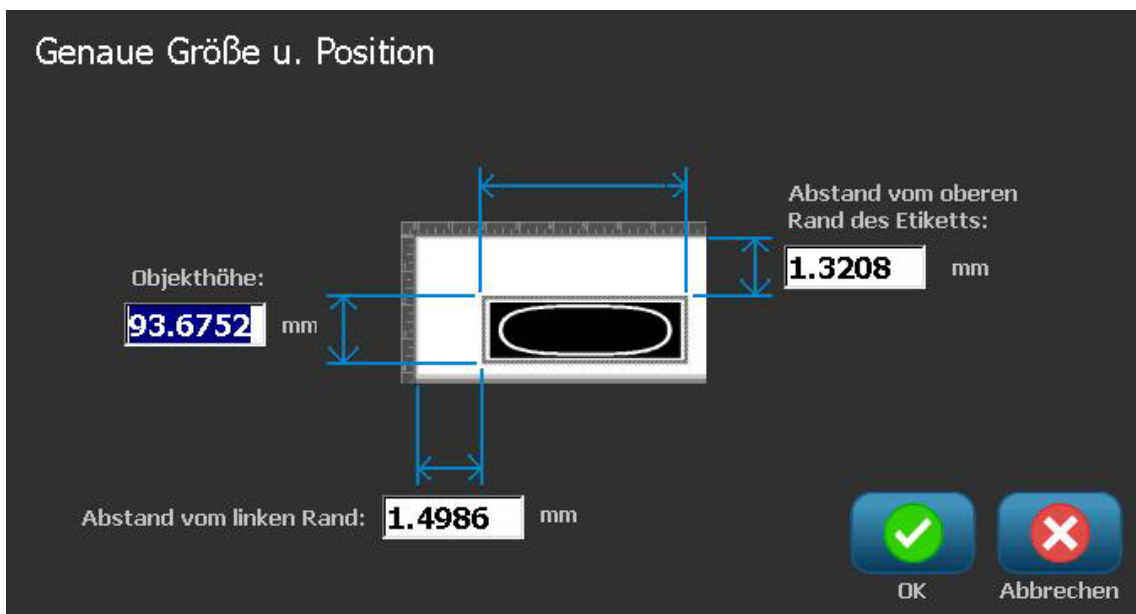 Genaue Größe u. Position
Abstand vom oberen
Rand des Etiketts:
1.3208 mm
Objekthöhe:
93.6752 mm
Abstand vom linken Rand: 1.4986 mm
OK Abbrechen